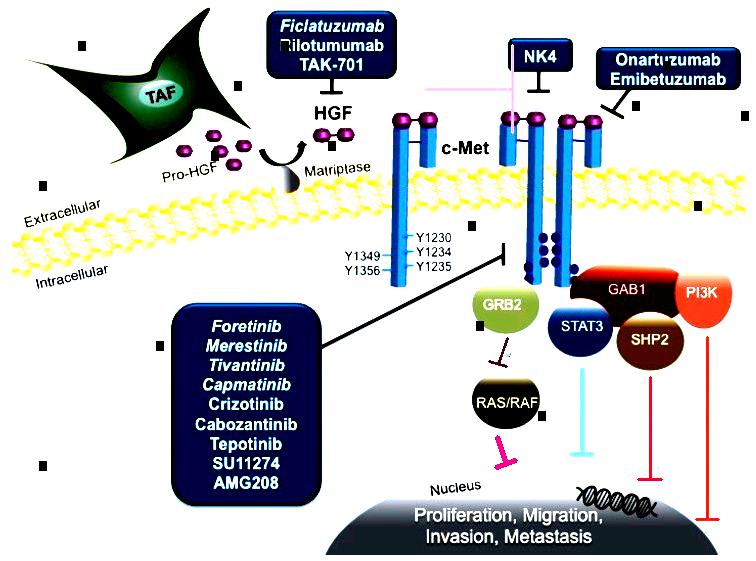 Ficlatuzumab
Rilotumumab
TAK-701
NK4
Onartuzumab
Emibetuzumab
TAF
HGF
c-Met
Pro-HGF
Matriptase
Extracellular
Intracellular
Y1349
Y1356
Y1230
Y1234
Y1235
GRB2
STAT3
GAB1
SHP2
PI3K
RAS/RAF
Foretinib
Merestinib
Tivantinib
Capmatinib
Crizotinib
Cabozantinib
Tepotinib
SU11274
AMG208
Nucleus
Proliferation, Migration,
Invasion, Metastasis